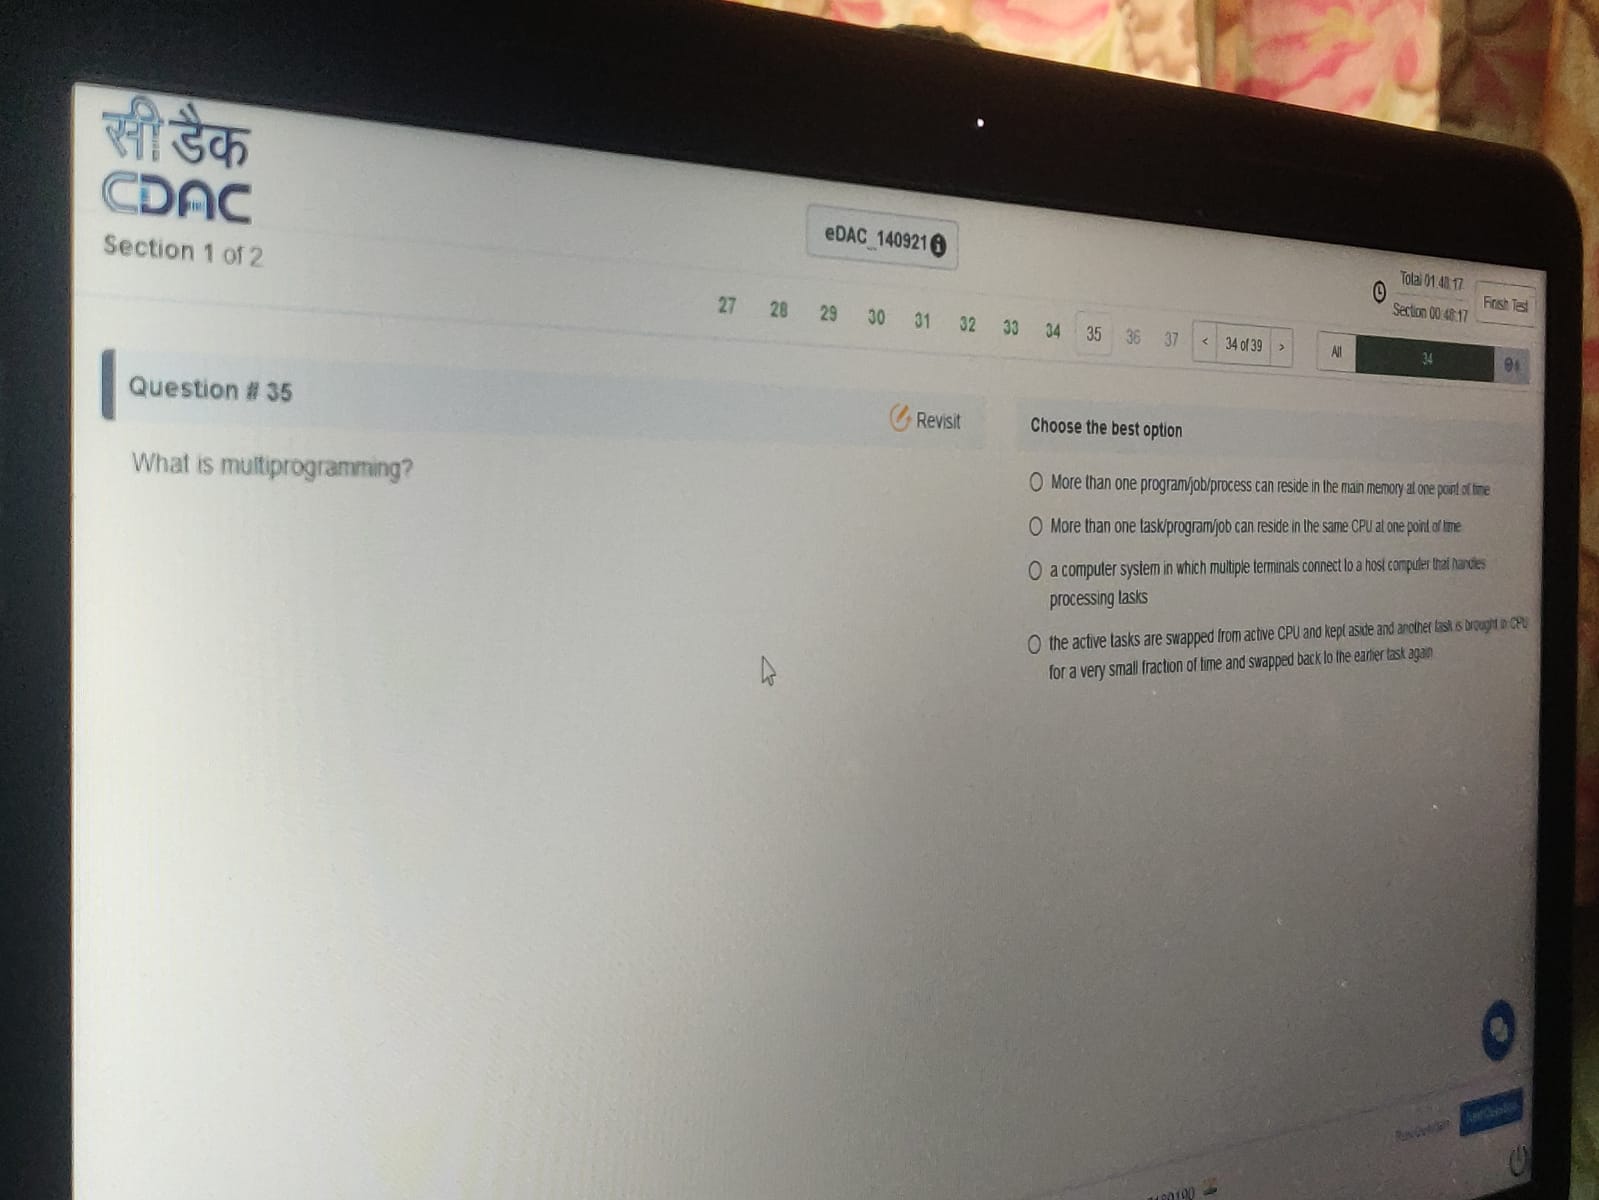 सी डैक
CDAC
Section 1 of 2
eDAC_140921
Total 01:48:17
Section 00:48:17
Finish Test
27 28 29 30 31 32 33 34 35 36 37 < 34 of 39 > All 34
Question # 35
Revisit
What is multiprogramming?
Choose the best option
More than one program/job/process can reside in the main memory at one point of time
More than one task/program/job can reside in the same CPU at one point of time
a computer system in which multiple terminals connect to a host computer that handles
processing tasks
the active tasks are swapped from active CPU and kept aside and another task is brought in CPU
for a very small fraction of time and swapped back to the earlier task again